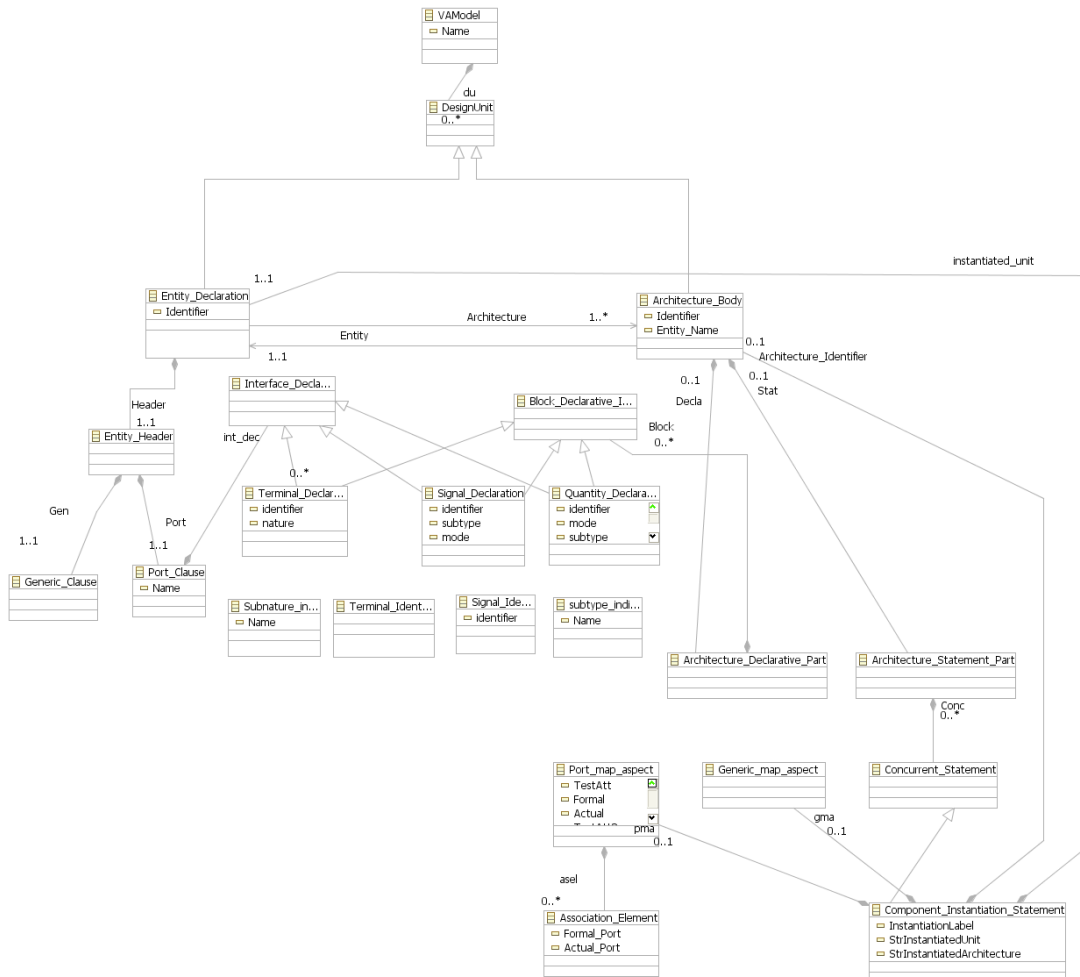 VAModel
Name
du
DesignUnit
0..*
instantiated_unit
1..1
Entity_Declaration
Identifier
Architecture_Body
Identifier
Entity_Name
Architecture
1..*
Entity
1..1
0..1
Architecture_Identifier
0..1
Stat
0..1
Decla
Header
1..1
Interface_Decla...
Block_Declarative_I...
Block
0..*
Entity_Header
int_dec
0..*
Terminal_Declar...
identifier
nature
Signal_Declaration
identifier
subtype
mode
Quantity_Declara...
identifier
mode
subtype
Gen
1..1
Port
1..1
Generic_Clause
Port_Clause
Name
Subnature_in...
Name
Terminal_Ident...
Signal_Ide...
identifier
subtype_indi...
Name
Architecture_Declarative_Part
Architecture_Statement_Part
Conc
0..*
Port_map_aspect
TestAtt
Formal
Actual
pma
0..1
Generic_map_aspect
gma
0..1
Concurrent_Statement
asel
0..*
Association_Element
Formal_Port
Actual_Port
Component_Instantiation_Statement
InstantiationLabel
StrInstantiatedUnit
StrInstantiatedArchitecture